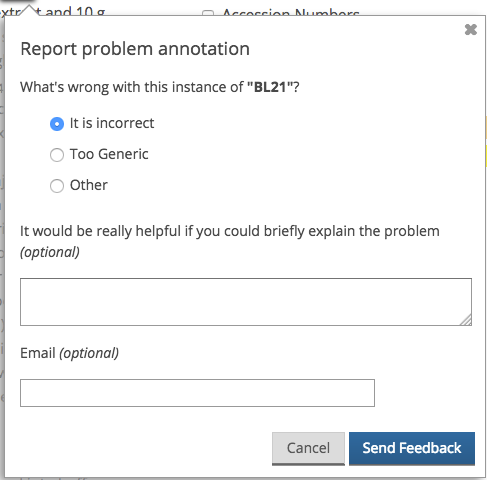 and 10 g
Accession Numbers
Report problem annotation
What's wrong with this instance of "BL21"?
It is incorrect
Too Generic
Other
It would be really helpful if you could briefly explain the problem
(optional)
Email (optional)
Cancel
Send Feedback